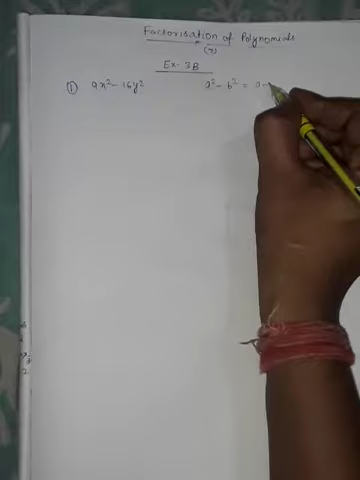 Factorisation of Polynomials
Ex- 3B
① 9x² - 16y² a² - b² = a -